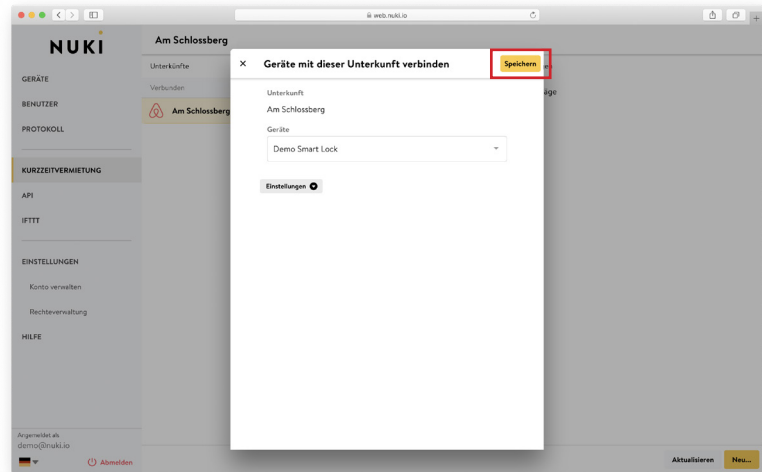 web.nuki.io
NUKI
Am Schlossberg
GERÄTE
BENUTZER
PROTOKOLL
KURZZEITVERMIETUNG
API
IFTTT
EINSTELLUNGEN
Konto verwalten
Rechteverwaltung
HILFE
Angemeldet als
demo@nuki.io
Abmelden
Unterkünfte
Verbunden
Am Schlossberg
Geräte mit dieser Unterkunft verbinden
Speichern
Unterkunft
Am Schlossberg
Geräte
Demo Smart Lock
Einstellungen
Aktualisieren
Neu...